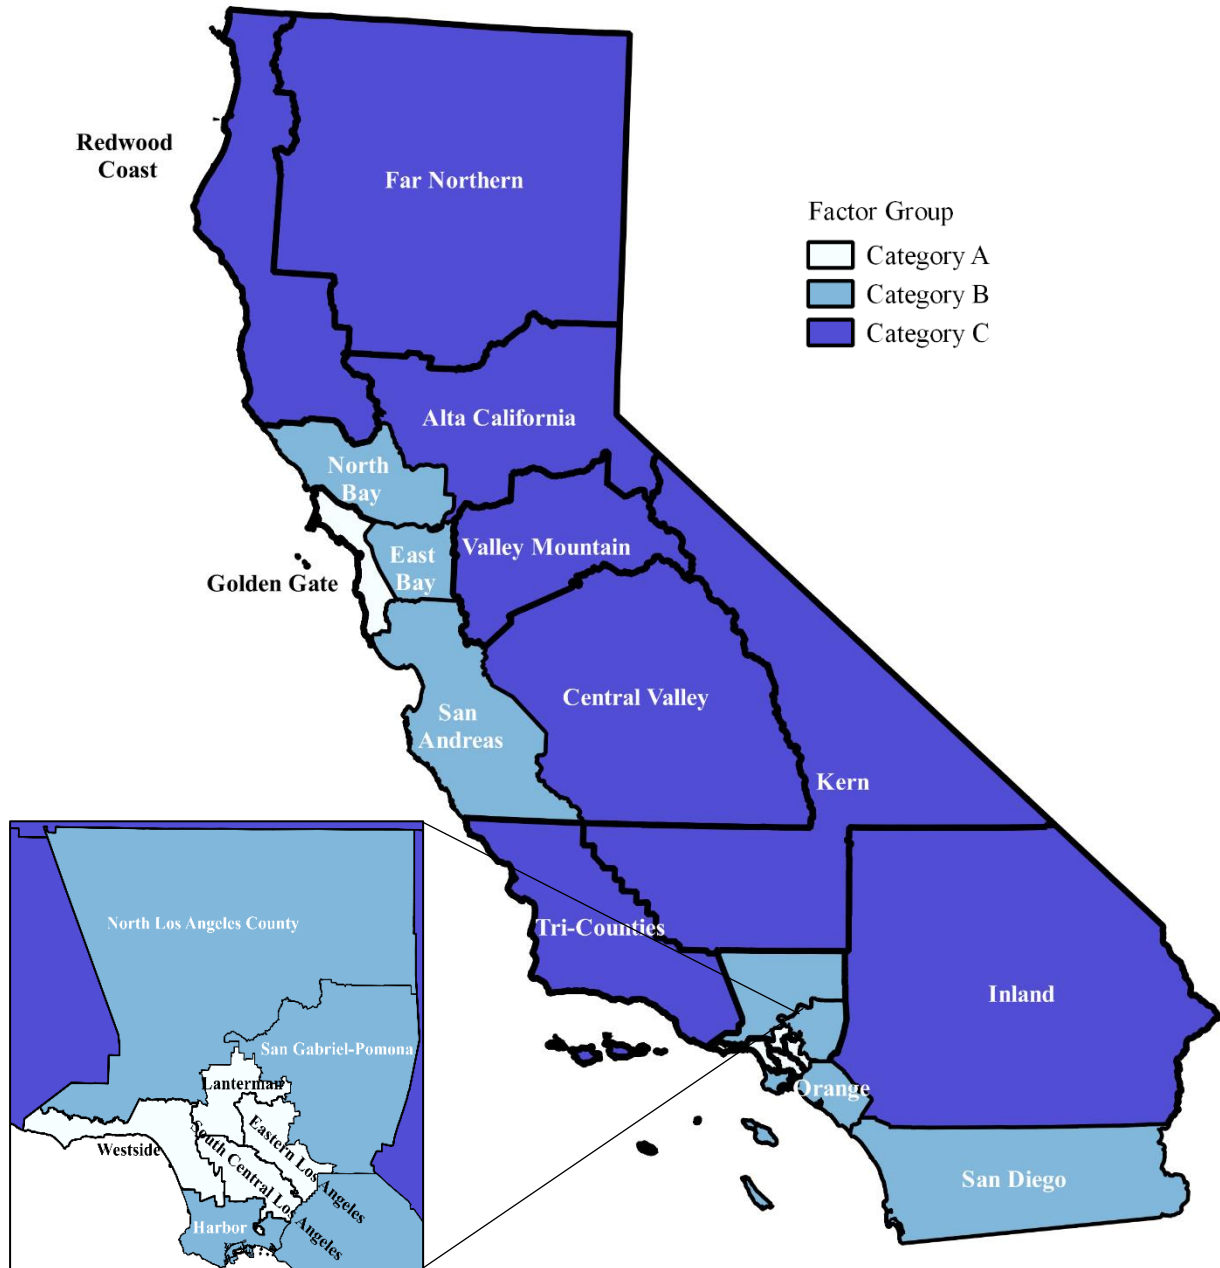 Redwood
Coast
Far Northern
Factor Group
Category A
Category B
Category C
Alta California
North
Bay
Valley Mountain
East
Bay
Golden Gate
Central Valley
San
Andreas
Kern
Tri-Counties
Inland
Orange
San Diego
North Los Angeles County
San Gabriel-Pomona
Lanterman
Eastern Los Angeles
South Central Los Angeles
Westside
Harbor